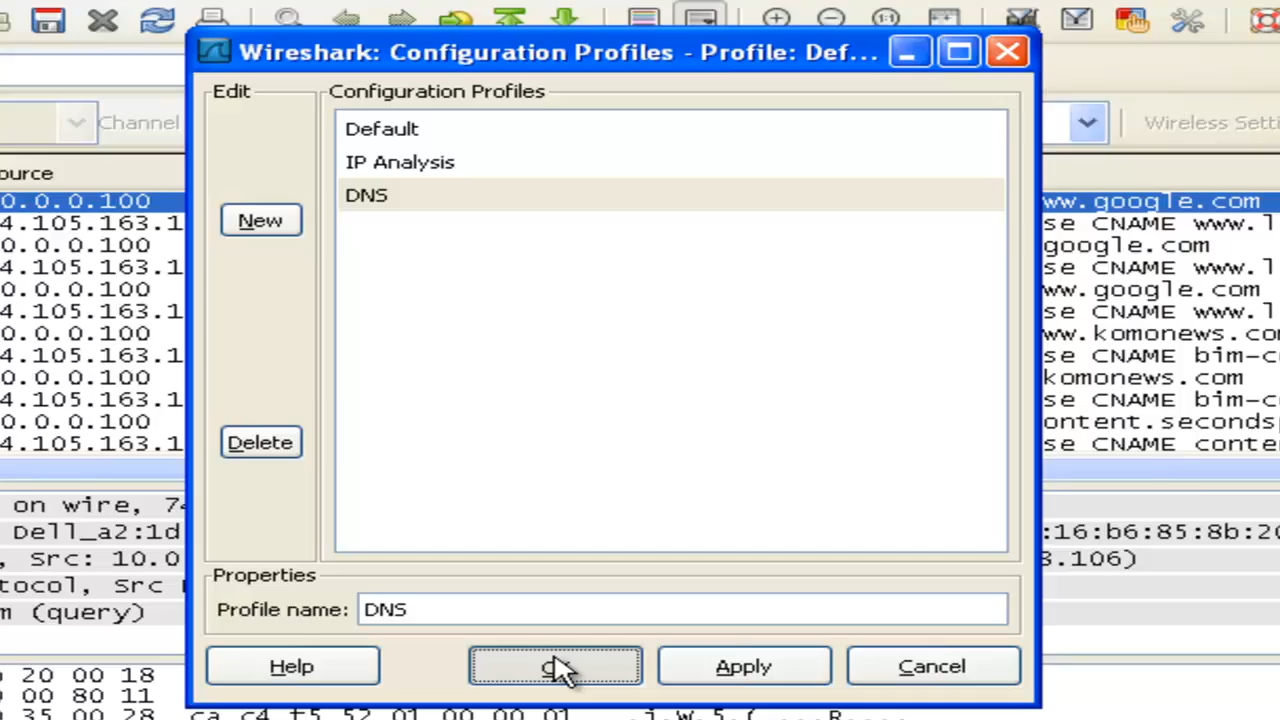 Wireshark: Configuration Profiles - Profile: Def...
Edit
Configuration Profiles
Channel
Wireless Setti
Default
IP Analysis
DNS
New
Delete
ource
0.0.0.100 ww.google.com
4.105.163.1 se CNAME www.l
0.0.0.100 google.com
4.105.163.1 se CNAME www.l
0.0.0.100 ww.google.com
4.105.163.1 se CNAME www.l
0.0.0.100 ww.komonews.com
4.105.163.1 se CNAME bim-c
0.0.0.100 komonews.com
4.105.163.1 se CNAME bim-c
0.0.0.100 ontent.secondsp
4.105.163.1 se CNAME conte
on wire, 74
Dell_a2:1d :16:b6:85:8b:20
, Src: 10.0 8.106)
tocol, Src
m (query)
Properties
Profile name: DNS
Help
Apply
Cancel
20 00 18
00 80 11
35 00 28